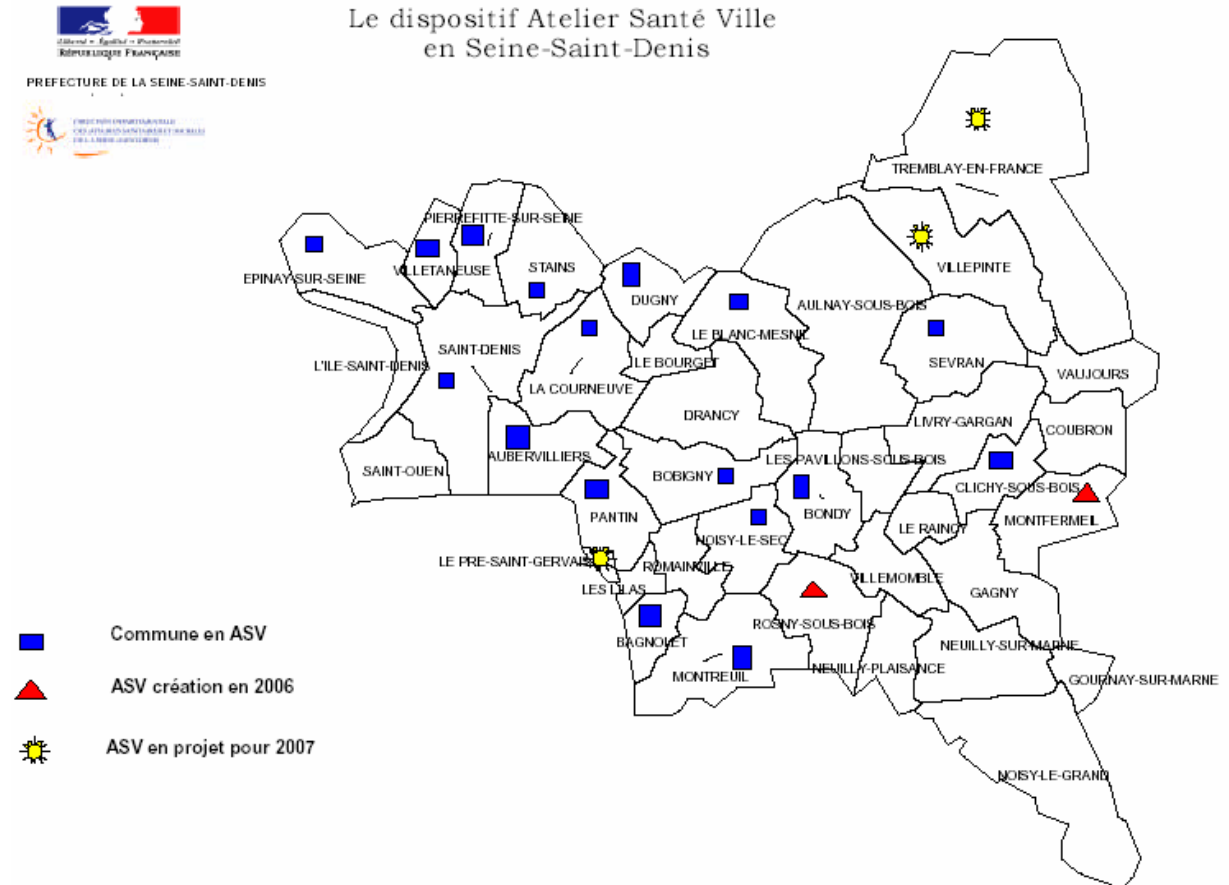 Le dispositif Atelier Santé Ville
en Seine-Saint-Denis
Liberté • Égalité • Fraternité
RÉPUBLIQUE FRANÇAISE
PREFECTURE DE LA SEINE-SAINT-DENIS
TREMBLAY-EN-FRANCE
PIERREFITTE-SUR-SEINE
VILLETANEUSE
STAINS
EPINAY-SUR-SEINE
DUGNY
VILLEPINTE
AULNAY-SOUS-BOIS
LE BLANC-MESNIL
SAINT-DENIS
L'ILE-SAINT-DENIS
LE BOURGET
SEVRAN
VAUJOURS
LA COURNEUVE
DRANCY
LIVRY-GARGAN
COUBRON
SAINT-OUEN
AUBERVILLIERS
BOBIGNY
LES PAVILLONS-SOUS-BOIS
CLICHY-SOUS-BOIS
PANTIN
BONDY
LE RAINCY
MONTFERMEIL
NOISY-LE-SEC
LE PRE-SAINT-GERVAIS
ROMAINVILLE
VILLEMOMBLE
LES LILAS
GAGNY
ROSNY-SOUS-BOIS
BAGNOLET
NEUILLY-SUR-MARNE
MONTREUIL
NEUILLY-PLAISANCE
GOURNAY-SUR-MARNE
NOISY-LE-GRAND
Commune en ASV
ASV création en 2006
ASV en projet pour 2007